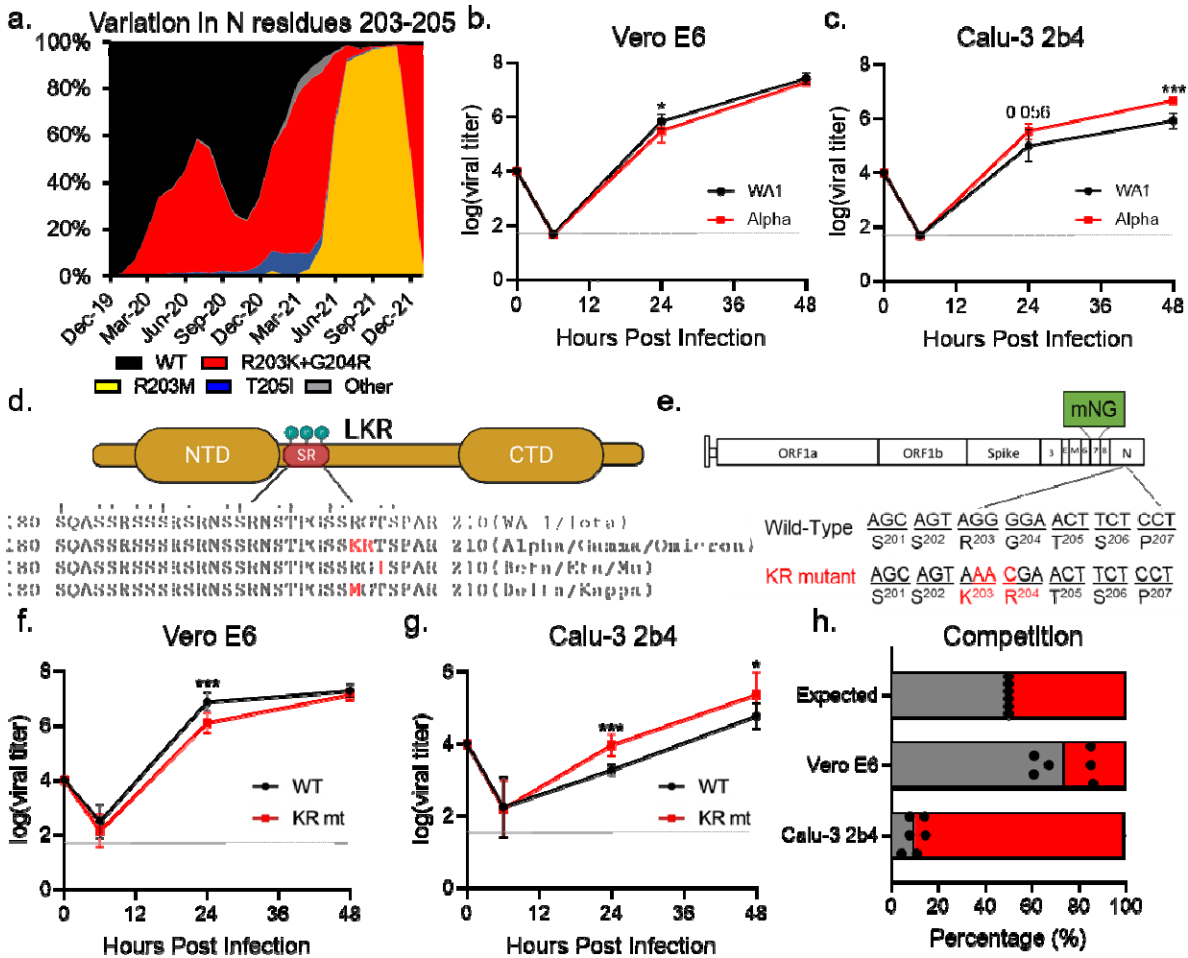 a.
Variation in N residues 203-205
100%
80%
60%
40%
20%
0%
Dec-19
Mar-20
Jun-20
Sep-20
Dec-20
Mar-21
Jun-21
Sep-21
Dec-21
WT
R203K+G204R
R203M
T205I
Other
b.
Vero E6
log(viral titer)
8
6
4
2
0
*
WA1
Alpha
0
12
24
36
48
Hours Post Infection
c.
Calu-3 2b4
log(viral titer)
8
6
4
2
0
0 056
***
WA1
Alpha
0
12
24
36
48
Hours Post Infection
d.
LKR
NTD
SR
CTD
180 SQASSRSSSRSRNSSRNSTPGSSRGTSPAR 210(WA 1/Iota)
180 SQASSRSSSRSRNSSRNSTPGSSKRTSPAR 210(Alpha/Gamma/Omicron)
180 SQASSRSSSRSRNSSRNSTPGSSRGISPAR 210(Beta/Eta/Mu)
180 SQASSRSSSRSRNSSRNSTPGSSMGTSPAR 210(Delta/Kappa)
e.
mNG
ORF1a
ORF1b
Spike
3
E
M
6
7
8
N
Wild-Type
AGC AGT AGG GGA ACT TCT CCT
S201 S202 R203 G204 T205 S206 P207
KR mutant
AGC AGT AAA CGA ACT TCT CCT
S201 S202 K203 R204 T205 S206 P207
f.
Vero E6
log(viral titer)
8
6
4
2
0
***
WT
KR mt
0
12
24
36
48
Hours Post Infection
g.
Calu-3 2b4
log(viral titer)
6
4
2
0
***
*
WT
KR mt
0
12
24
36
48
Hours Post Infection
h.
Competition
Expected
Vero E6
Calu-3 2b4
0
20
40
60
80
100
Percentage (%)